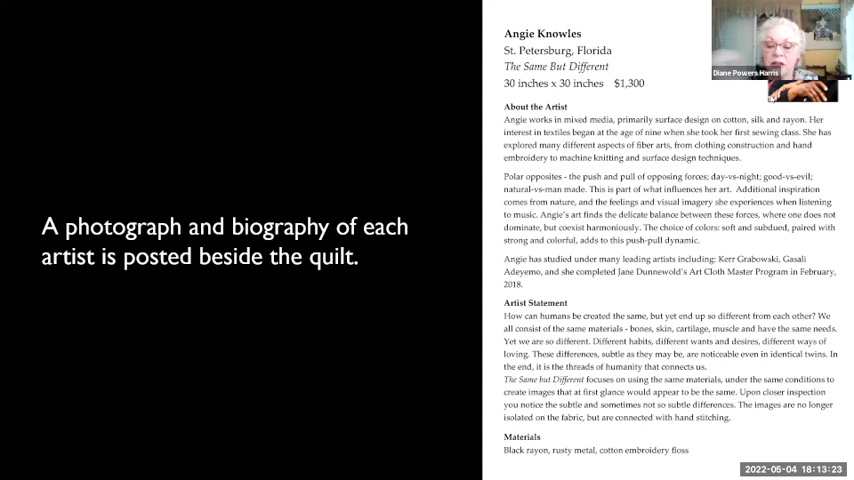 A photograph and biography of each
artist is posted beside the quilt.
Angie Knowles
St. Petersburg, Florida
The Same But Different
30 inches x 30 inches $1,300
About the Artist
Angie works in mixed media, primarily surface design on cotton, silk and rayon. Her
interest in textiles began at the age of nine when she took her first sewing class. She has
explored many different aspects of fiber arts, from clothing construction and hand
embroidery to machine knitting and surface design techniques.
Polar opposites - the push and pull of opposing forces; day-vs-night; good-vs-evil;
natural-vs-man made. This is part of what influences her art. Additional inspiration
comes from nature, and the feelings and visual imagery she experiences when listening
to music. Angie's art finds the delicate balance between these forces, where one does not
dominate, but coexist harmoniously. The choice of colors: soft and subdued, paired with
strong and colorful, adds to this push-pull dynamic.
Angie has studied under many leading artists including: Kerr Grabowski, Gasali
Adeyemo, and she completed Jane Dunnewold's Art Cloth Master Program in February,
2018.
Artist Statement
How can humans be created the same, but yet end up so different from each other? We
all consist of the same materials - bones, skin, cartilage, muscle and have the same needs.
Yet we are so different. Different habits, different wants and desires, different ways of
loving. These differences, subtle as they may be, are noticeable even in identical twins. In
the end, it is the threads of humanity that connects us.
The Same but Different focuses on using the same materials, under the same conditions to
create images that at first glance would appear to be the same. Upon closer inspection
you notice the subtle and sometimes not so subtle differences. The images are no longer
isolated on the fabric, but are connected with hand stitching.
Materials
Black rayon, rusty metal, cotton embroidery floss
Diane Powers Harris
2022-05-04 18:13:23